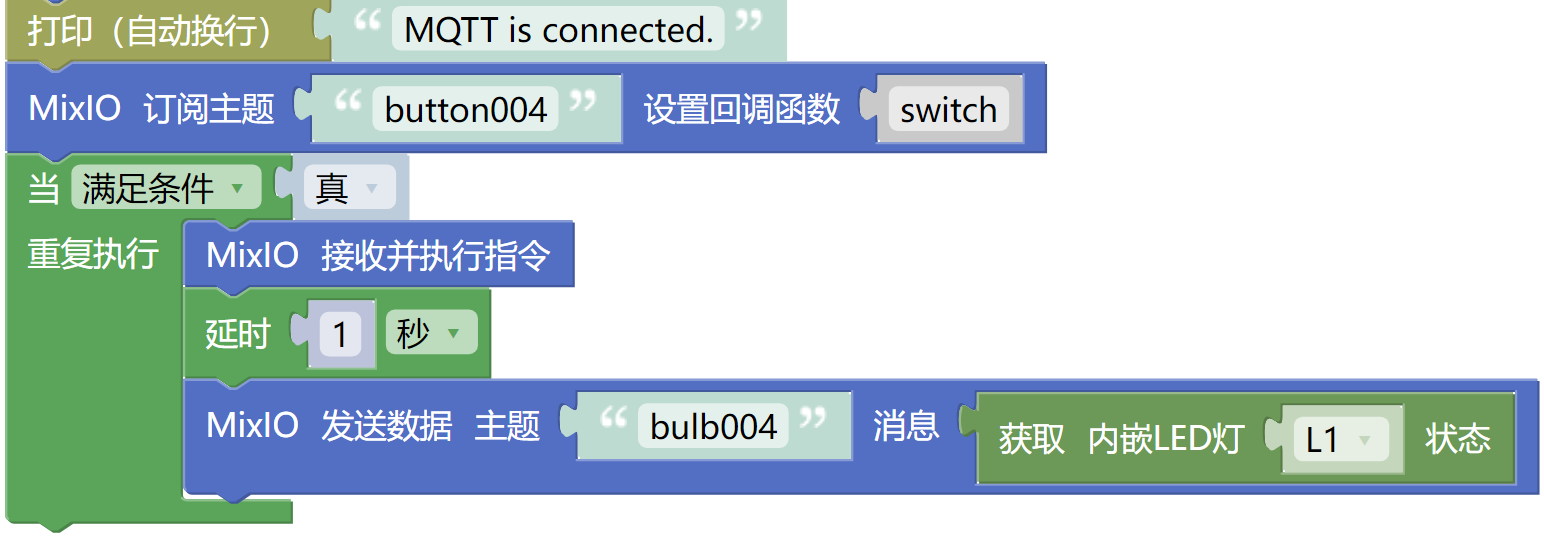 打印（自动换行） “ MQTT is connected. ”
MixIO 订阅主题 “ button004 ” 设置回调函数 switch
当 满足条件 真
重复执行 MixIO 接收并执行指令
延时 1 秒
MixIO 发送数据 主题 “ bulb004 ” 消息 获取 内嵌LED灯 L1 状态